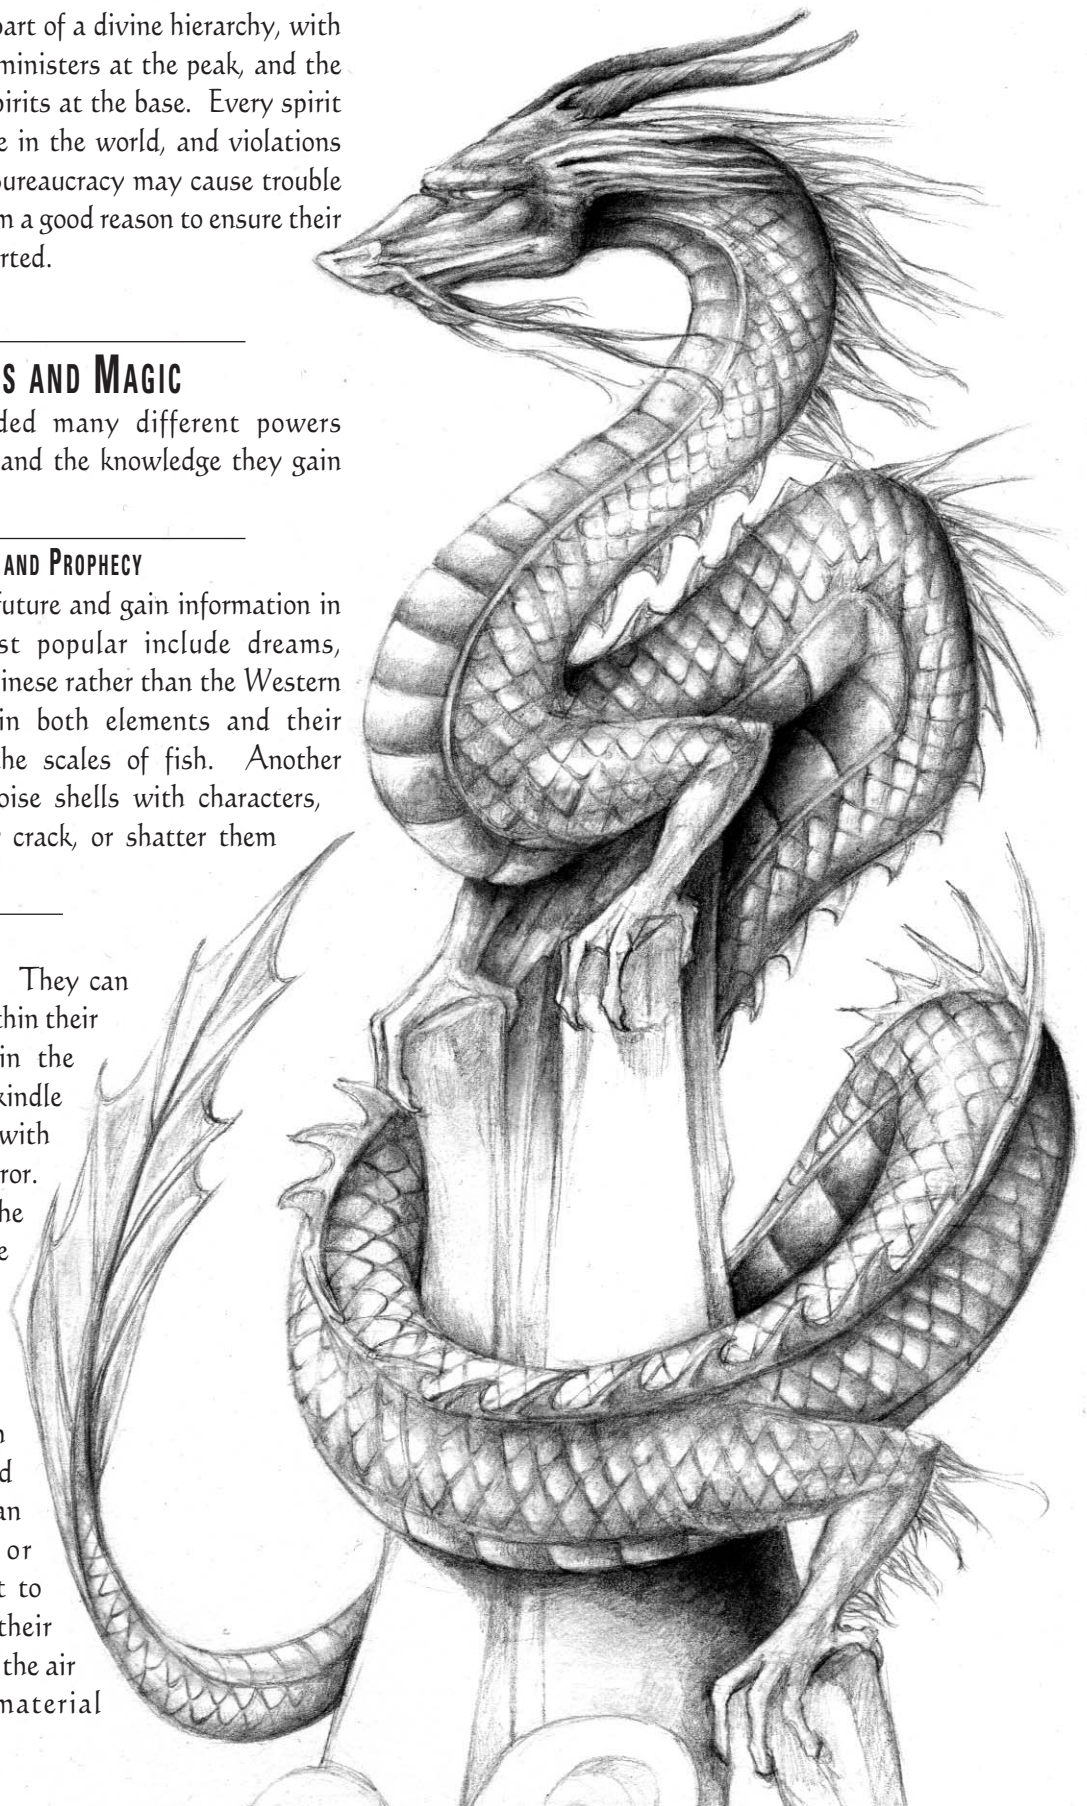 part of a divine hierarchy, with
ministers at the peak, and the
pirits at the base. Every spirit
e in the world, and violations
bureaucracy may cause trouble
m a good reason to ensure their
rted.
S AND MAGIC
ded many different powers
and the knowledge they gain
AND PROPHECY
future and gain information in
st popular include dreams,
inese rather than the Western
in both elements and their
he scales of fish. Another
oise shells with characters,
crack, or shatter them
They can
thin their
in the
kindle
with
ror.
he
e
n
d
an
or
t to
their
the air
material